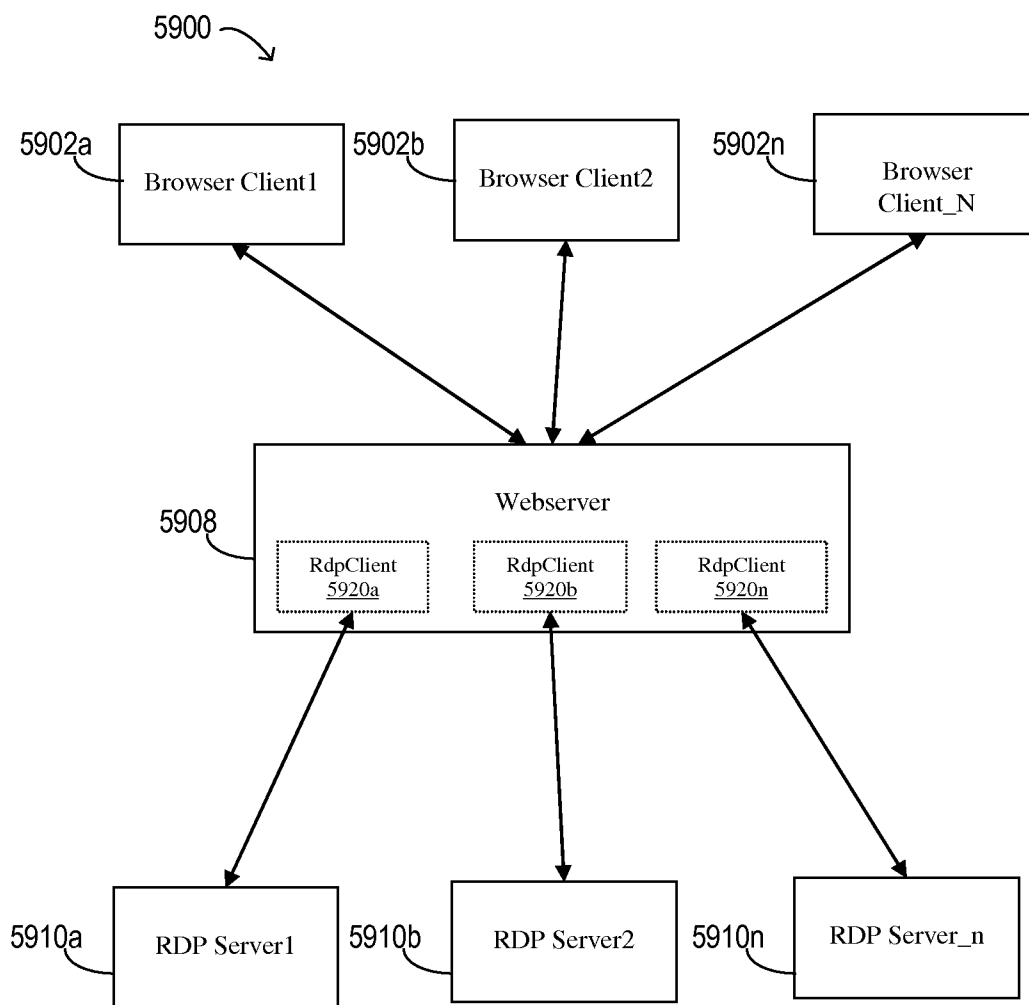 5900
5902a
Browser Client1
5902b
Browser Client2
5902n
Browser
Client_N
Webserver
5908
RdpClient
5920a
RdpClient
5920b
RdpClient
5920n
5910a
RDP Server1
5910b
RDP Server2
5910n
RDP Server_n